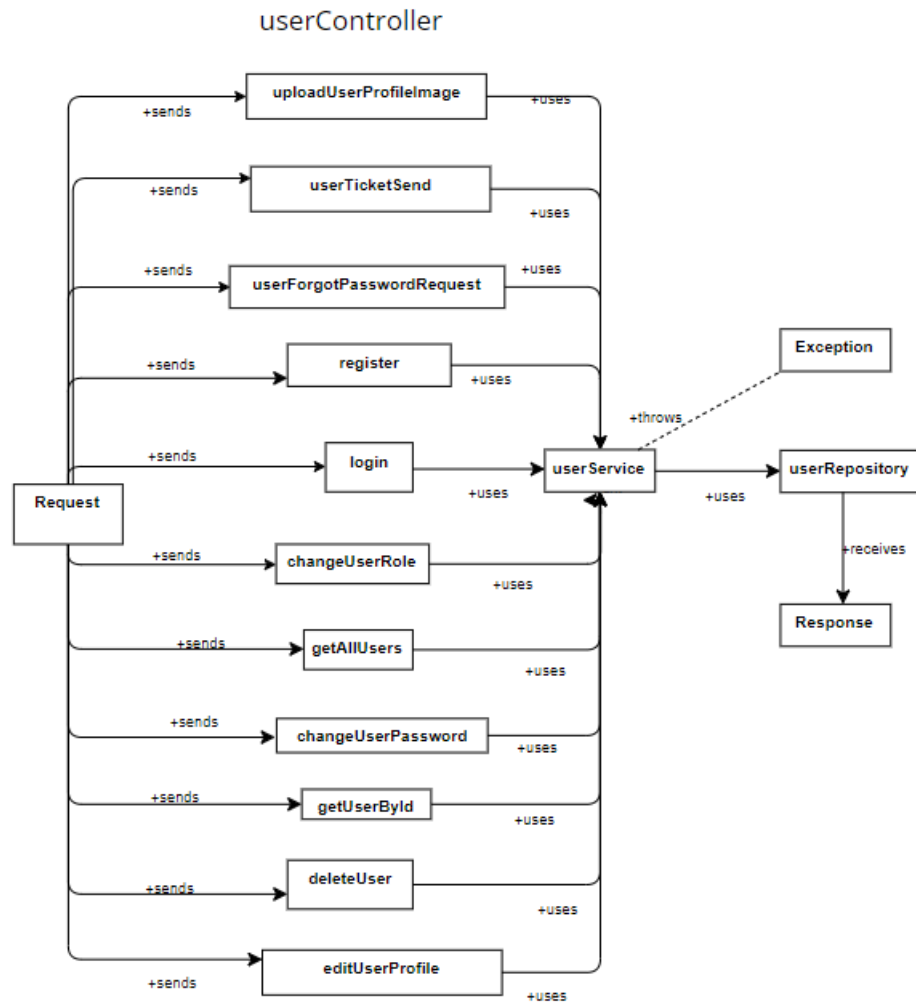 userController
uploadUserProfileImage
+sends
+uses
userTicketSend
+sends
+uses
userForgotPasswordRequest
+sends
+uses
register
+sends
+uses
Exception
+throws
login
+sends
+uses
userService
+uses
userRepository
Request
changeUserRole
+sends
+uses
+receives
Response
getAllUsers
+sends
+uses
changeUserPassword
+sends
+uses
getUserById
+sends
+uses
deleteUser
+sends
+uses
editUserProfile
+sends
+uses